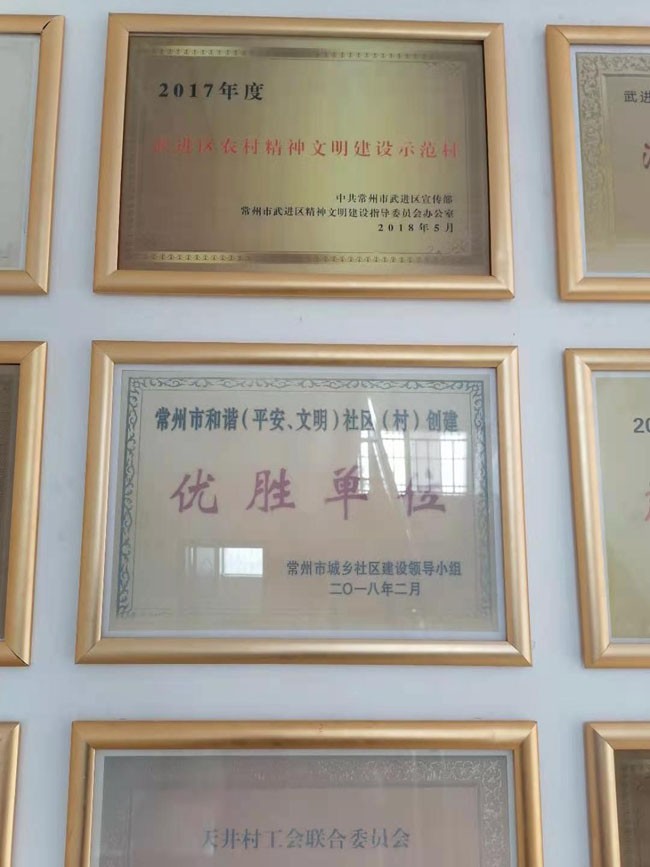 2017年度
武进区农村精神文明建设示范村
中共常州市武进区宣传部
常州市武进区精神文明建设指导委员会办公室
2018年5月
武进
常州市和谐(平安、文明)社区(村)创建
优胜单位
常州市城乡社区建设领导小组
二〇一八年二月
20
天井村工会联合委员会